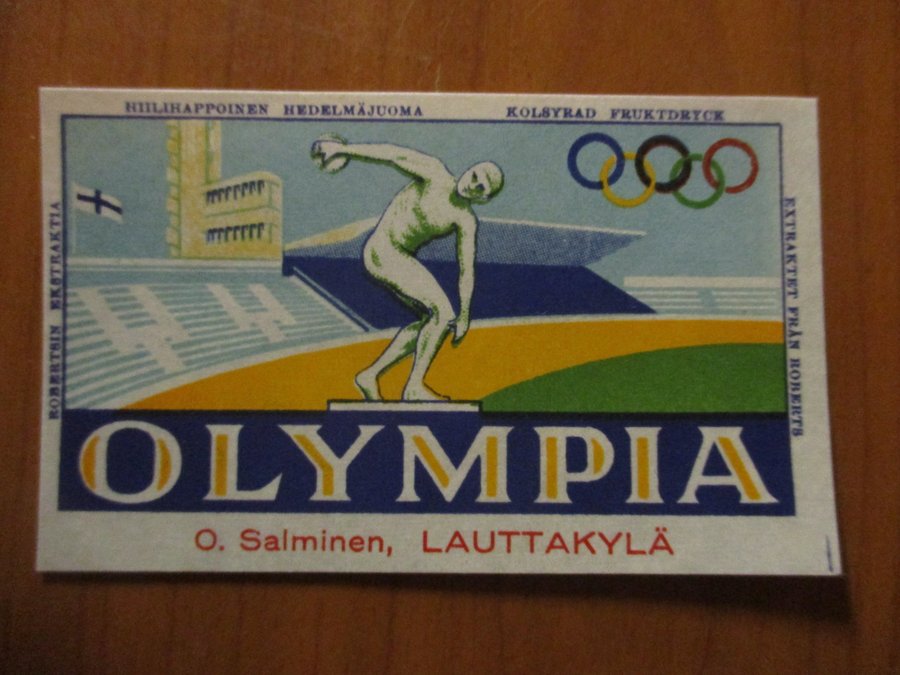 HIILIHAPPOINEN HEDELMÄJUOMA
KOLSYRAD FRUKTDRYCK
ROBERTSIN EKSTRAKTIA
EXTRAKTET FRÅN ROBERTS
OLYMPIA
O. Salminen, LAUTTAKYLÄ